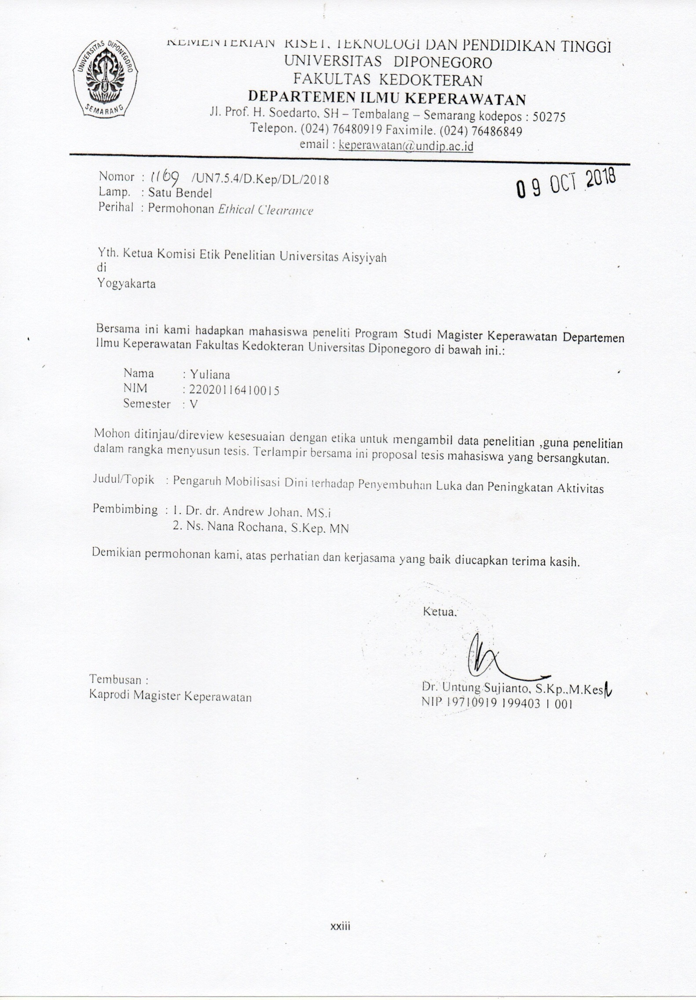 UNIVERSITAS DIPONEGORO
SEMARANG
KEMENTERIAN RISET, TEKNOLOGI DAN PENDIDIKAN TINGGI
UNIVERSITAS DIPONEGORO
FAKULTAS KEDOKTERAN
DEPARTEMEN ILMU KEPERAWATAN
Jl. Prof. H. Soedarto, SH – Tembalang – Semarang kodepos : 50275
Telepon. (024) 76480919 Faximile. (024) 76486849
email : keperawatan@undip.ac.id
Nomor : 1169 /UN7.5.4/D.Kep/DL/2018
09 OCT 2018
Lamp. : Satu Bendel
Perihal : Permohonan Ethical Clearance
Yth. Ketua Komisi Etik Penelitian Universitas Aisyiyah
di
Yogyakarta
Bersama ini kami hadapkan mahasiswa peneliti Program Studi Magister Keperawatan Departemen
Ilmu Keperawatan Fakultas Kedokteran Universitas Diponegoro di bawah ini.:
Nama : Yuliana
NIM : 22020116410015
Semester : V
Mohon ditinjau/direview kesesuaian dengan etika untuk mengambil data penelitian ,guna penelitian
dalam rangka menyusun tesis. Terlampir bersama ini proposal tesis mahasiswa yang bersangkutan.
Judul/Topik : Pengaruh Mobilisasi Dini terhadap Penyembuhan Luka dan Peningkatan Aktivitas
Pembimbing : 1. Dr. dr. Andrew Johan, MS.i
2. Ns. Nana Rochana, S.Kep. MN
Demikian permohonan kami, atas perhatian dan kerjasama yang baik diucapkan terima kasih.
Ketua,
Tembusan :
Kaprodi Magister Keperawatan
Dr. Untung Sujianto, S.Kp.,M.Kes
NIP 19710919 199403 1 001
xxiii